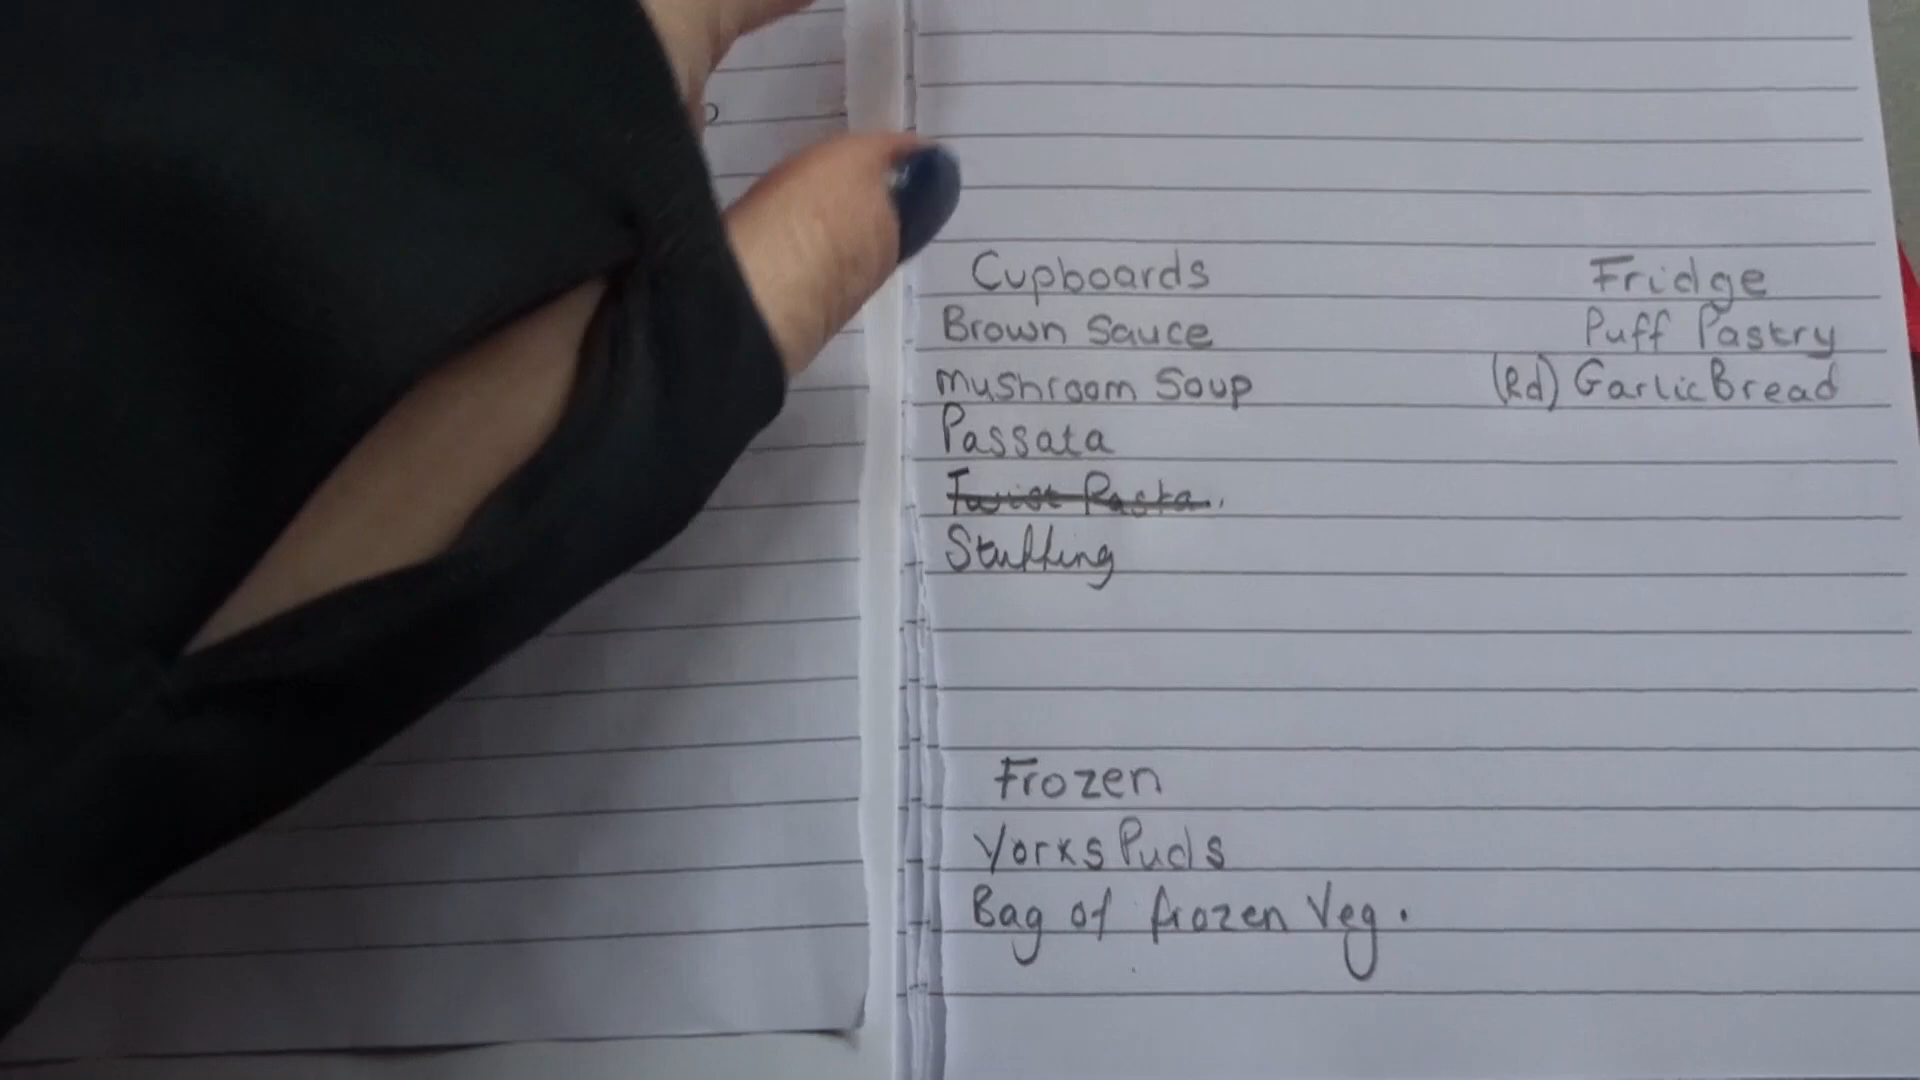 Cupboards
Brown Sauce
Mushroom Soup
Passata
Twist Pasta.
Stuffing
Fridge
Puff Pastry
(Rd) Garlic Bread
Frozen
Yorks Puds
Bag of frozen Veg.